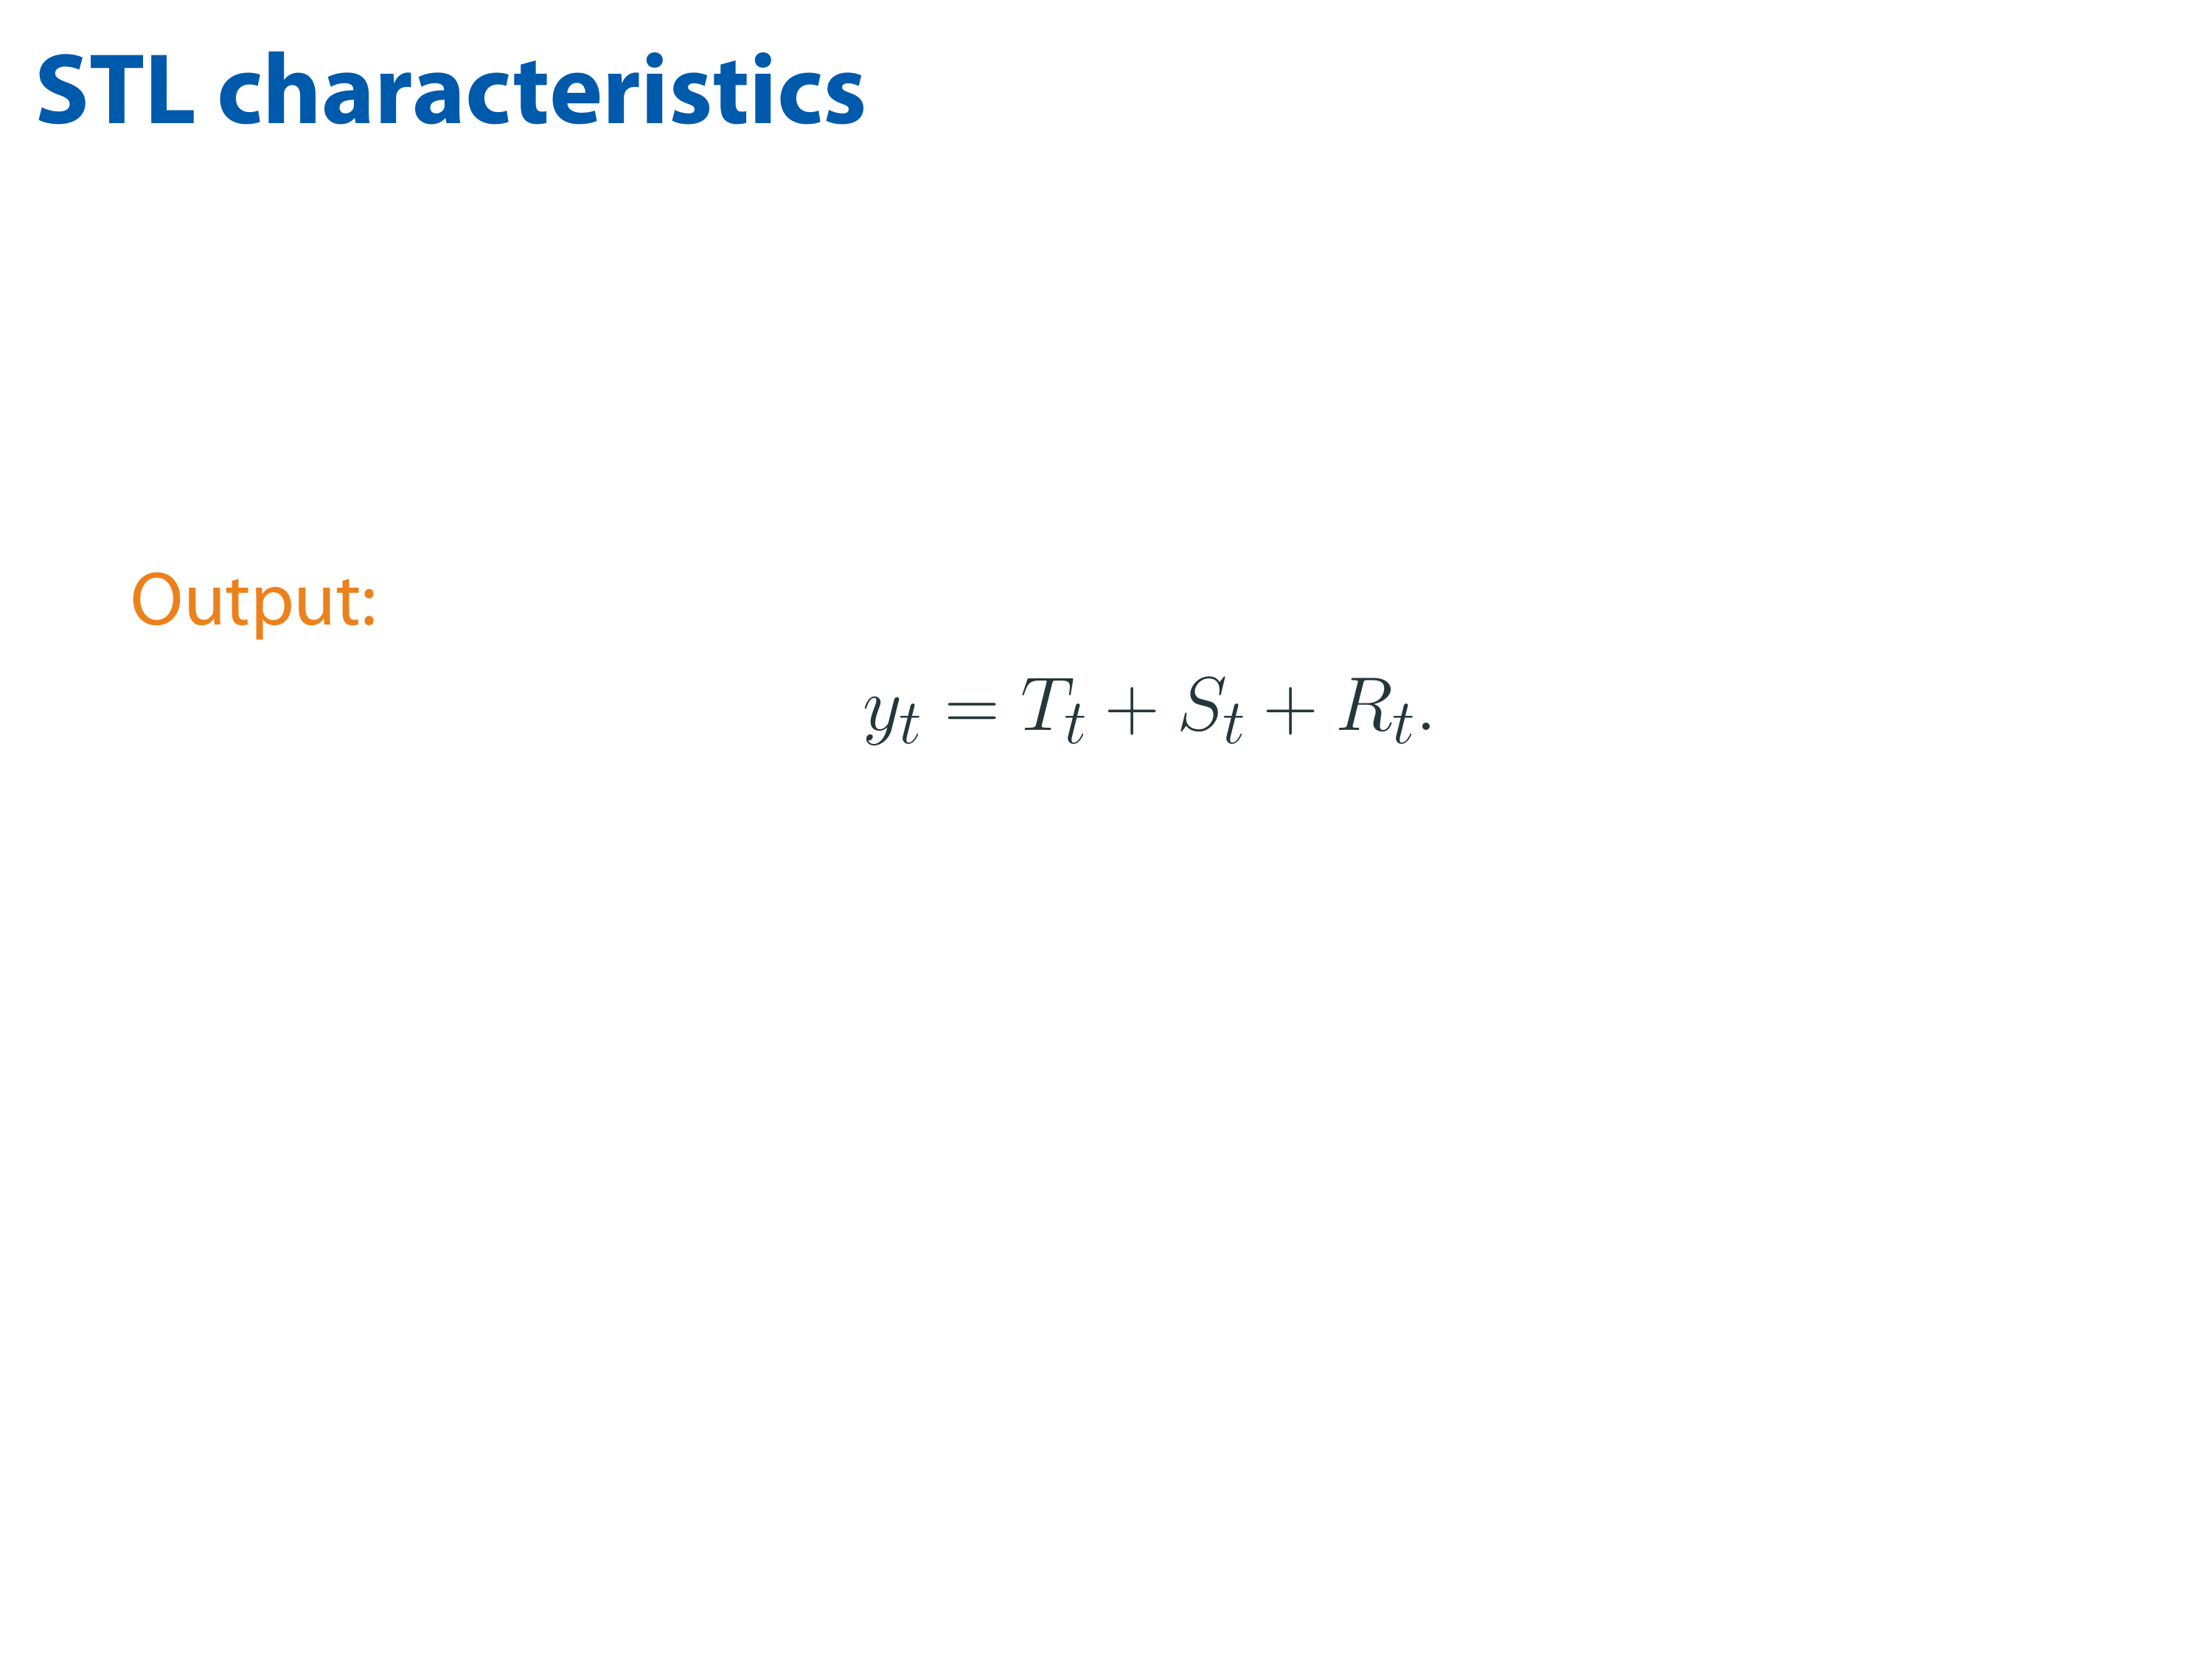 STL characteristics
Output:
$y_t = T_t + S_t + R_t.$